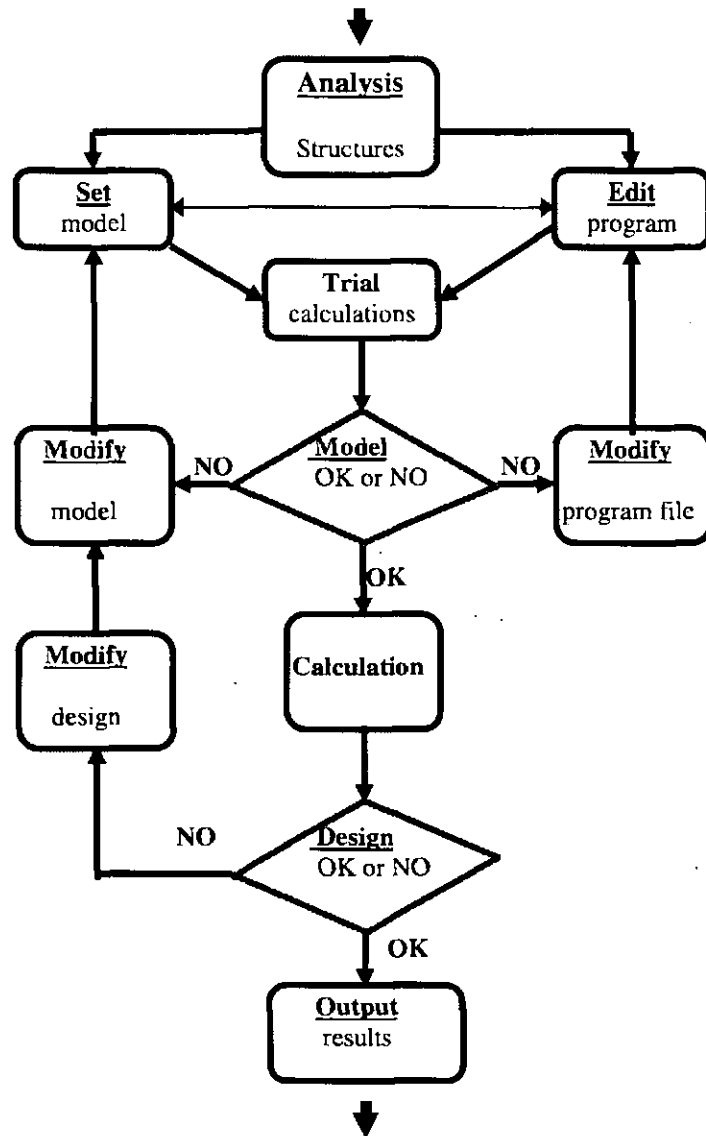 Analysis
Structures
Set
model
Edit
program
Trial
calculations
Modify
model
NO
Model
OK or NO
NO
Modify
program file
OK
Modify
design
Calculation
NO
Design
OK or NO
OK
Output
results